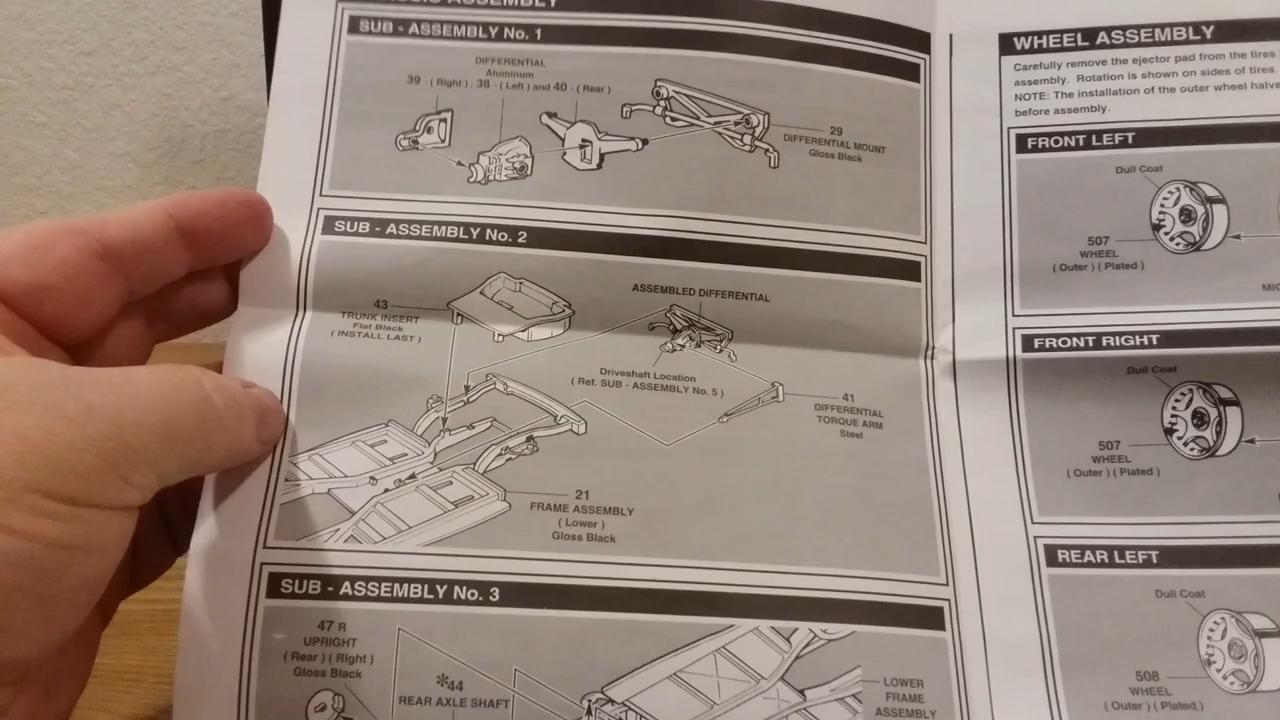 ASSEMBLY
SUB - ASSEMBLY No. 1
DIFFERENTIAL
Aluminum
39 - ( Right ) . 38 - ( Left ) and 40 - ( Rear )
29
DIFFERENTIAL MOUNT
Gloss Black
SUB - ASSEMBLY No. 2
43
TRUNK INSERT
Flat Black
( INSTALL LAST )
ASSEMBLED DIFFERENTIAL
Driveshaft Location
( Ref. SUB - ASSEMBLY No. 5 )
41
DIFFERENTIAL
TORQUE ARM
Steel
21
FRAME ASSEMBLY
( Lower )
Gloss Black
SUB - ASSEMBLY No. 3
47 R
UPRIGHT
( Rear ) ( Right )
Gloss Black
*44
REAR AXLE SHAFT
LOWER
FRAME
ASSEMBLY
WHEEL ASSEMBLY
Carefully remove the ejector pad from the tires
assembly. Rotation is shown on sides of tires.
NOTE: The installation of the outer wheel halve
before assembly.
FRONT LEFT
Dull Coat
507
WHEEL
( Outer ) ( Plated )
FRONT RIGHT
Dull Coat
507
WHEEL
( Outer ) ( Plated )
REAR LEFT
Dull Coat
508
WHEEL
( Outer ) ( Plated )